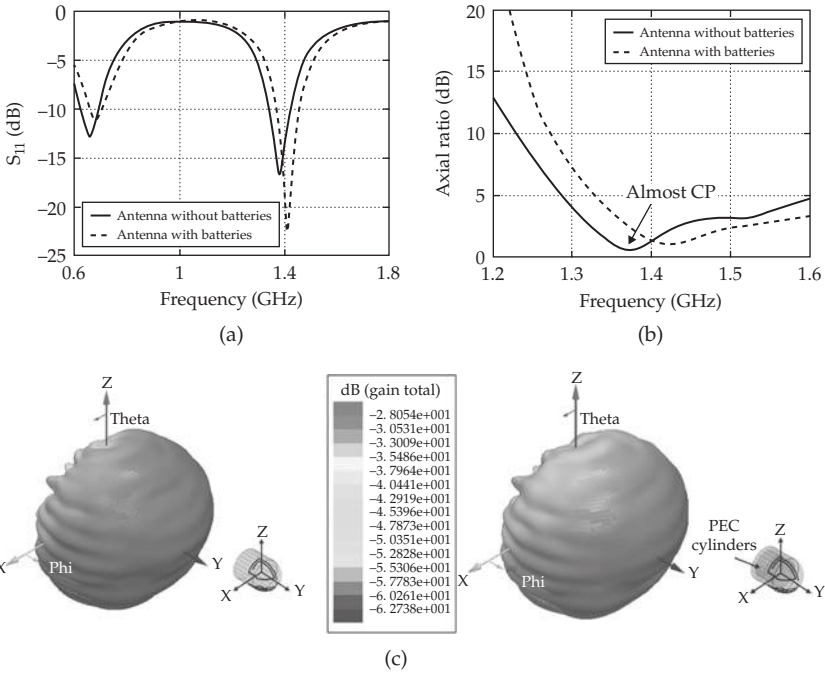 0
−5
−10
−15
−20
−25
S11 (dB)
Antenna without batteries
Antenna with batteries
0.6
1
1.4
1.8
Frequency (GHz)
(a)
20
15
10
5
0
Axial ratio (dB)
Antenna without batteries
Antenna with batteries
Almost CP
1.2
1.3
1.4
1.5
1.6
Frequency (GHz)
(b)
Z
Theta
X
Phi
Y
Z
X
Y
dB (gain total)
−2. 8054e+001
−3. 0531e+001
−3. 3009e+001
−3. 5486e+001
−3. 7964e+001
−4. 0441e+001
−4. 2919e+001
−4. 5396e+001
−4. 7873e+001
−5. 0351e+001
−5. 2828e+001
−5. 5306e+001
−5. 7783e+001
−6. 0261e+001
−6. 2738e+001
Z
Theta
X
Phi
Y
PEC
cylinders
Z
X
Y
(c)